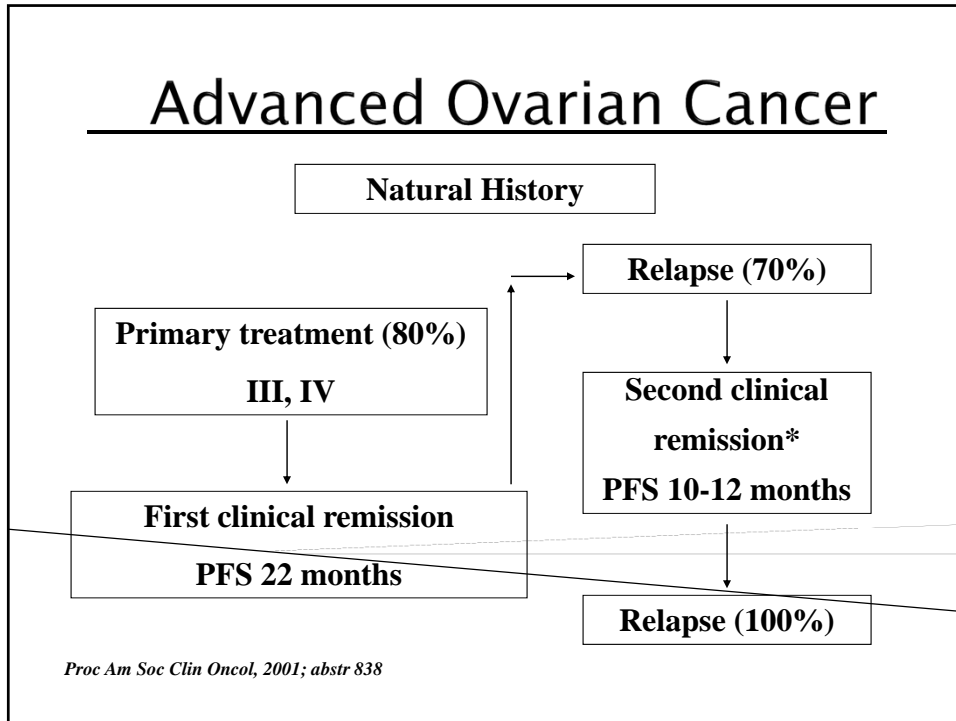 Advanced Ovarian Cancer
Natural History
Primary treatment (80%)
III, IV
First clinical remission
PFS 22 months
Relapse (70%)
Second clinical
remission*
PFS 10-12 months
Relapse (100%)
Proc Am Soc Clin Oncol, 2001; abstr 838